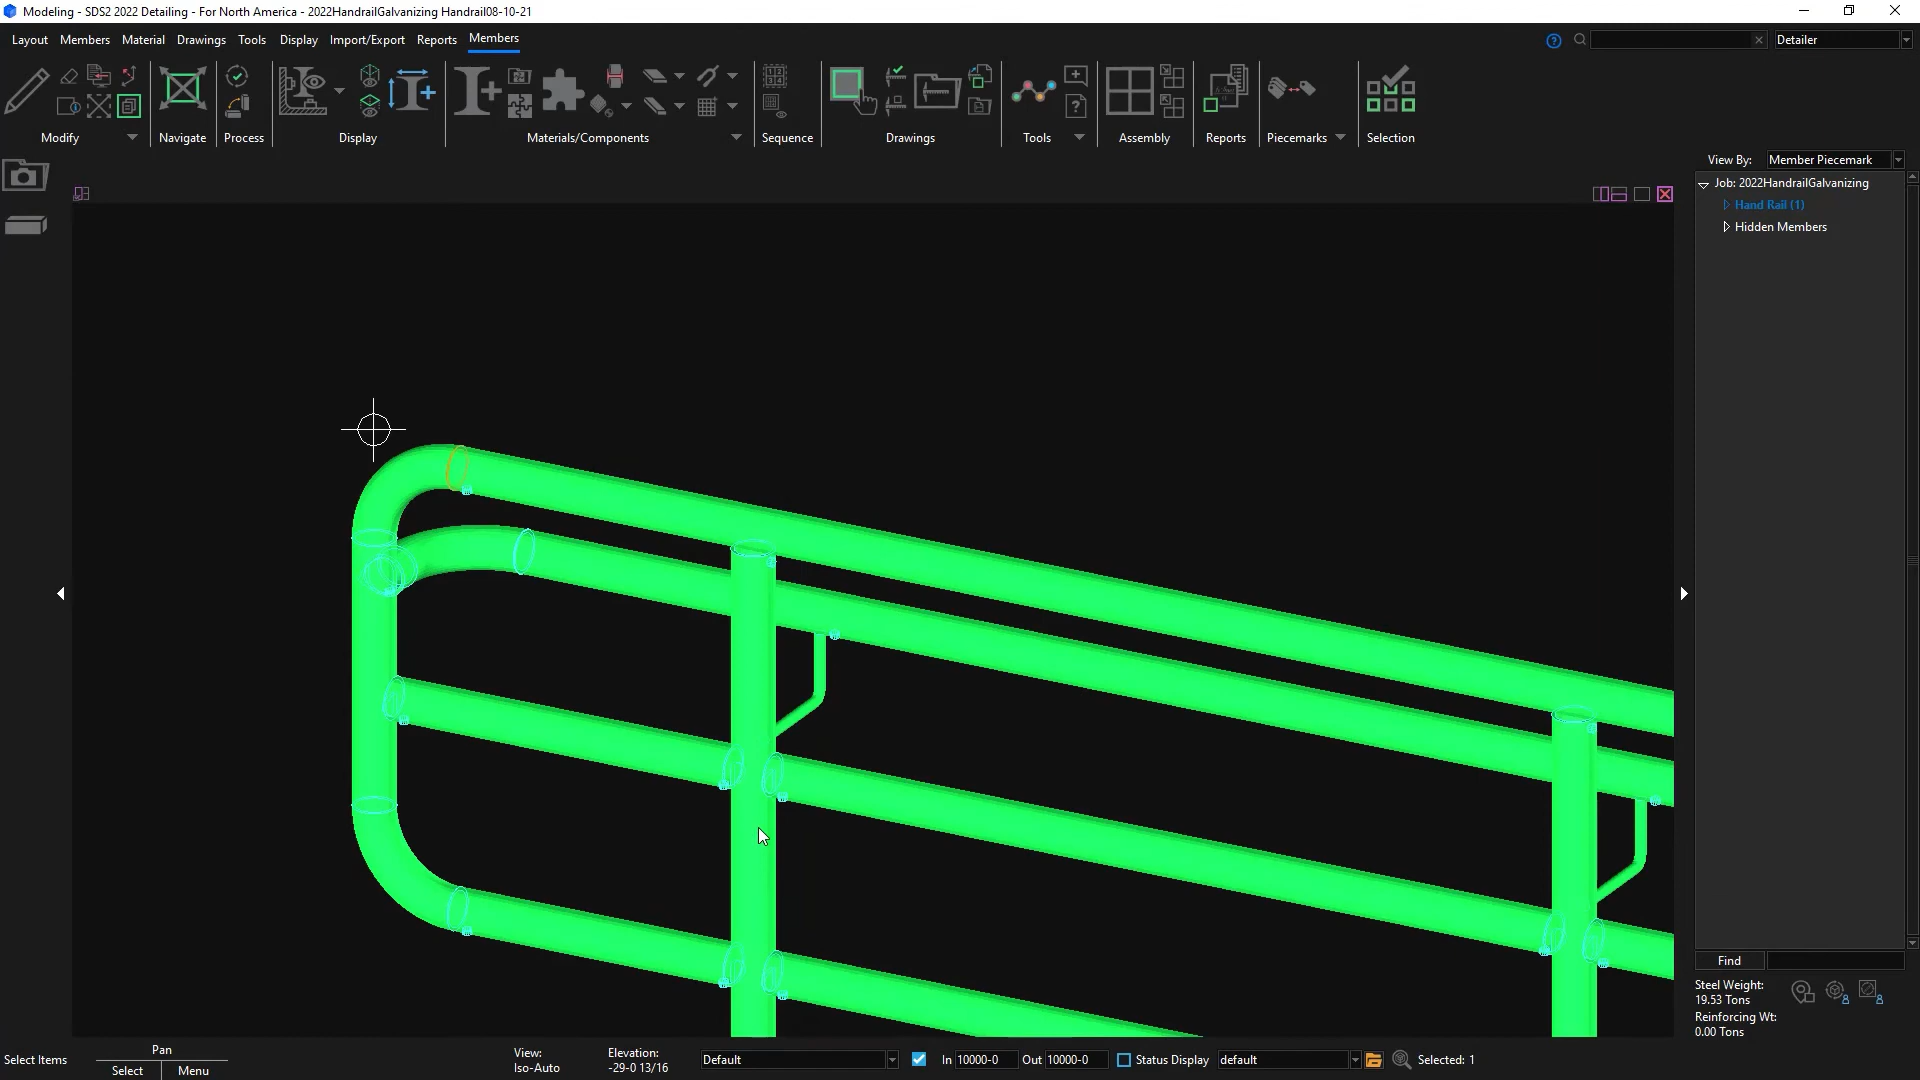 Modeling - SDS2 2022 Detailing - For North America - 2022HandrailGalvanizing Handrail08-10-21
Layout Members Material Drawings Tools Display Import/Export Reports Members
? Detailer
Modify Navigate Process Display Materials/Components Sequence Drawings Tools Assembly Reports Piecemarks Selection
View By: Member Piecemark
Job: 2022HandrailGalvanizing
Hand Rail (1)
Hidden Members
Find
Steel Weight:
19.53 Tons
Reinforcing Wt:
0.00 Tons
Select Items
Pan
Select Menu
View:
Iso-Auto
Elevation:
-29-0 13/16
Default
In 10000-0 Out 10000-0 Status Display default Selected: 1